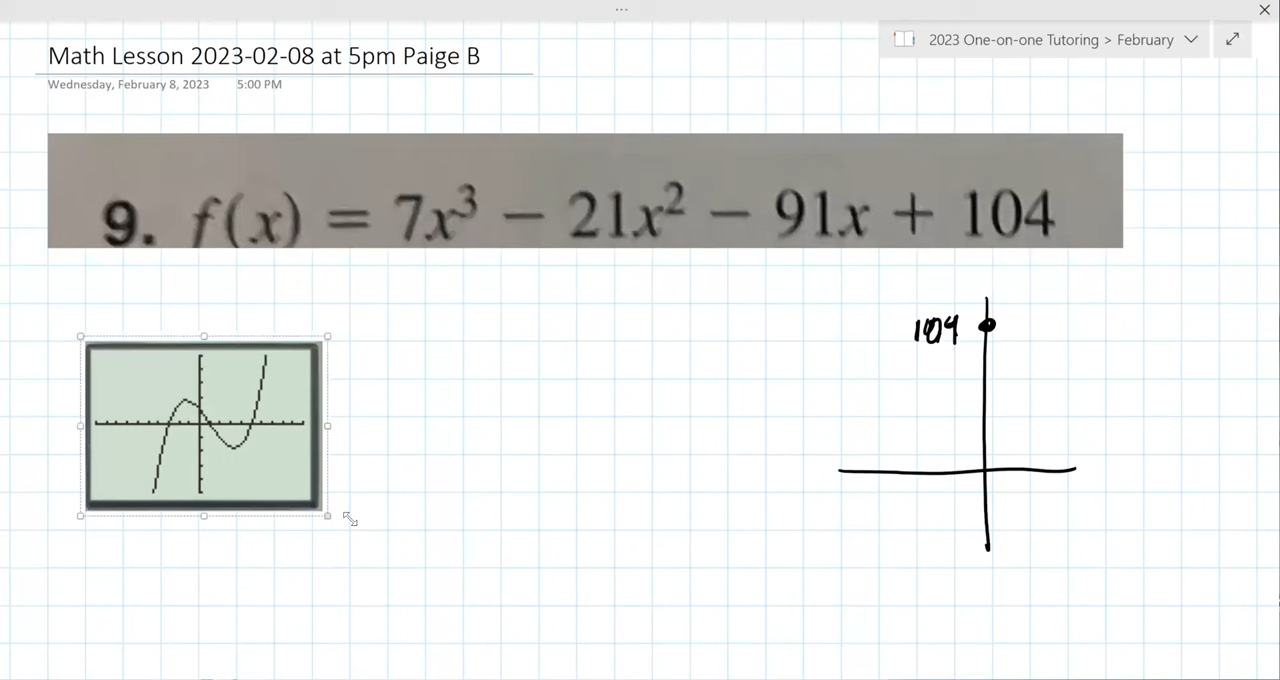 Math Lesson 2023-02-08 at 5pm Paige B
2023 One-on-one Tutoring > February
Wednesday, February 8, 2023 5:00 PM
9. f(x) = 7x³ − 21x² − 91x + 104
104